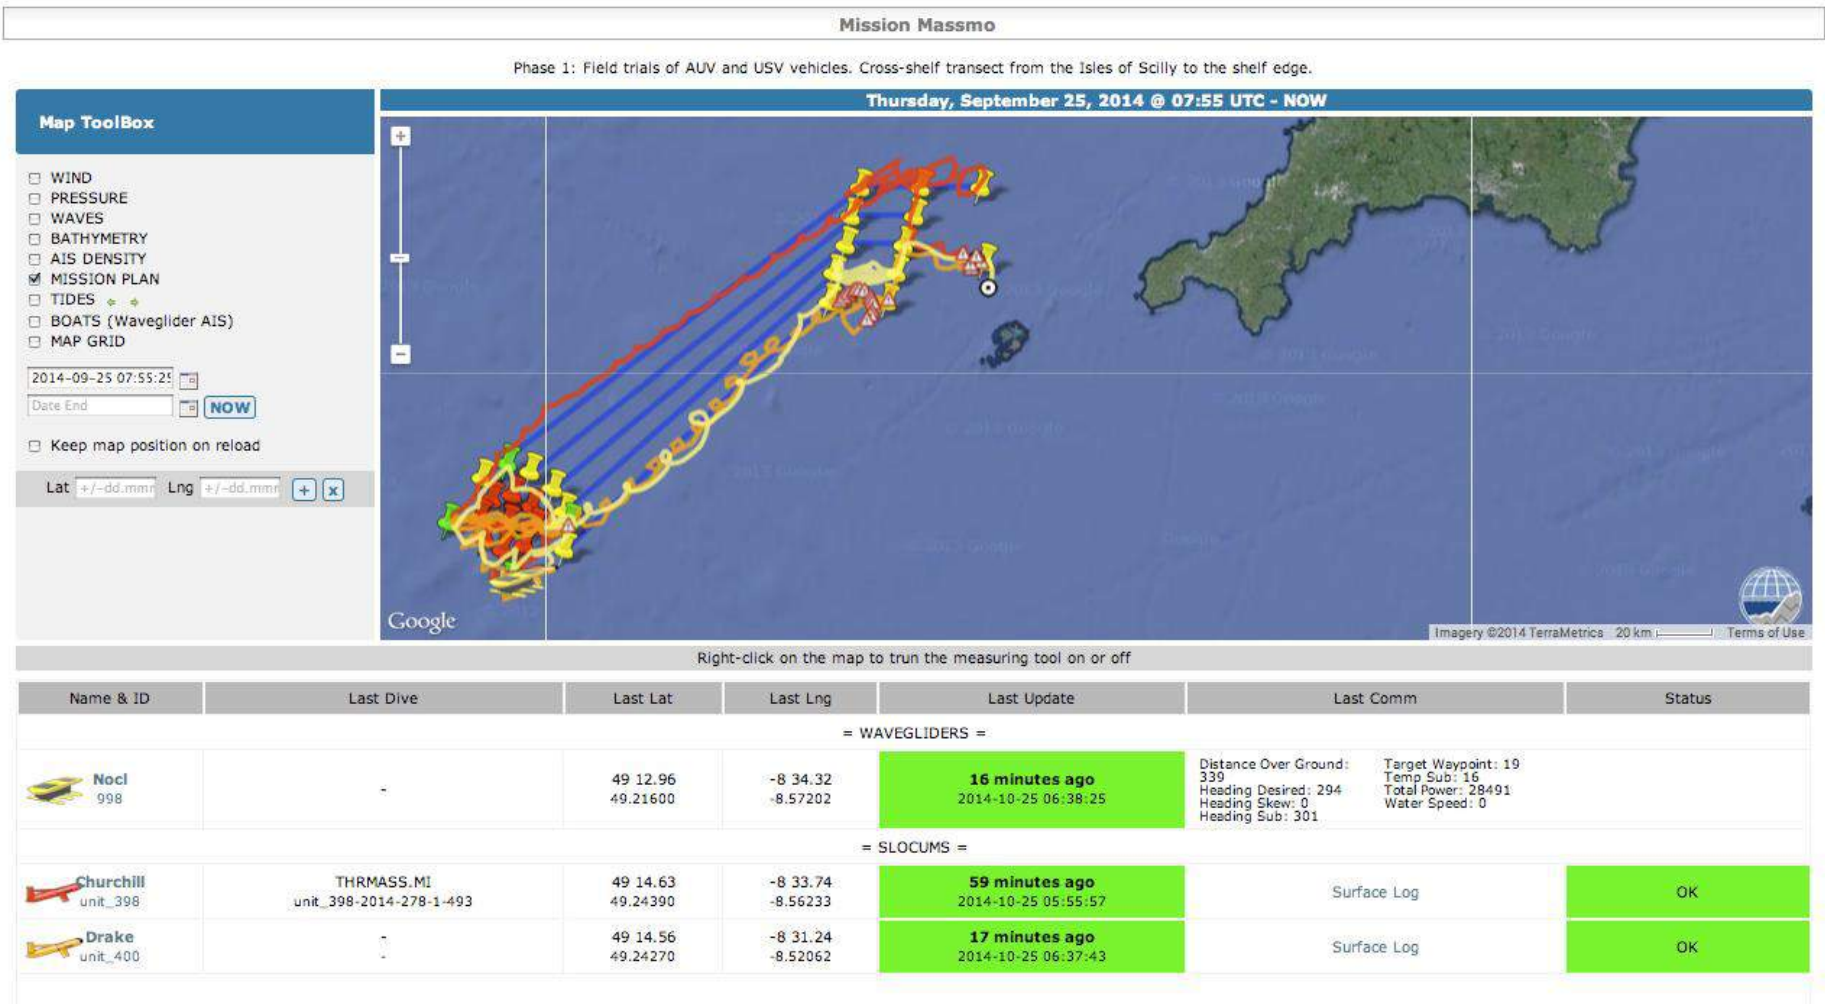 Mission Massmo
Phase 1: Field trials of AUV and USV vehicles. Cross-shelf transect from the Isles of Scilly to the shelf edge.
Thursday, September 25, 2014 @ 07:55 UTC - NOW
Map ToolBox
WIND
PRESSURE
WAVES
BATHYMETRY
AIS DENSITY
MISSION PLAN
TIDES
BOATS (Waveglider AIS)
MAP GRID
2014-09-25 07:55:25
Date End
NOW
Keep map position on reload
Lat +/-dd.mmm Lng +/-dd.mmm + x
Google
Imagery ©2014 TerraMetrics 20 km Terms of Use
Right-click on the map to trun the measuring tool on or off
Name & ID Last Dive Last Lat Last Lng Last Update Last Comm Status
= WAVEGLIDERS =
Nocl
998
-
49 12.96
49.21600
-8 34.32
-8.57202
16 minutes ago
2014-10-25 06:38:25
Distance Over Ground:
339
Heading Desired: 294
Heading Skew: 0
Heading Sub: 301
Target Waypoint: 19
Temp Sub: 16
Total Power: 28491
Water Speed: 0
= SLOCUMS =
Churchill
unit_398
THRMASS.MI
unit_398-2014-278-1-493
49 14.63
49.24390
-8 33.74
-8.56233
59 minutes ago
2014-10-25 05:55:57
Surface Log
OK
Drake
unit_400
-
-
49 14.56
49.24270
-8 31.24
-8.52062
17 minutes ago
2014-10-25 06:37:43
Surface Log
OK